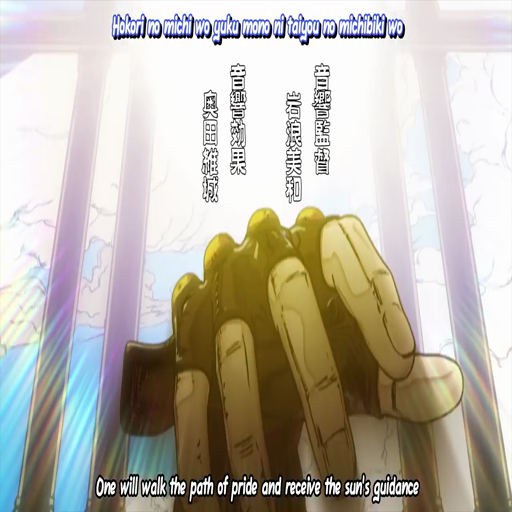 Hokori no michi wo yuku mono ni taiyou no michibiki wo
音響監督
岩浪美和
音響効果
奥田維城
One will walk the path of pride and receive the sun's guidance